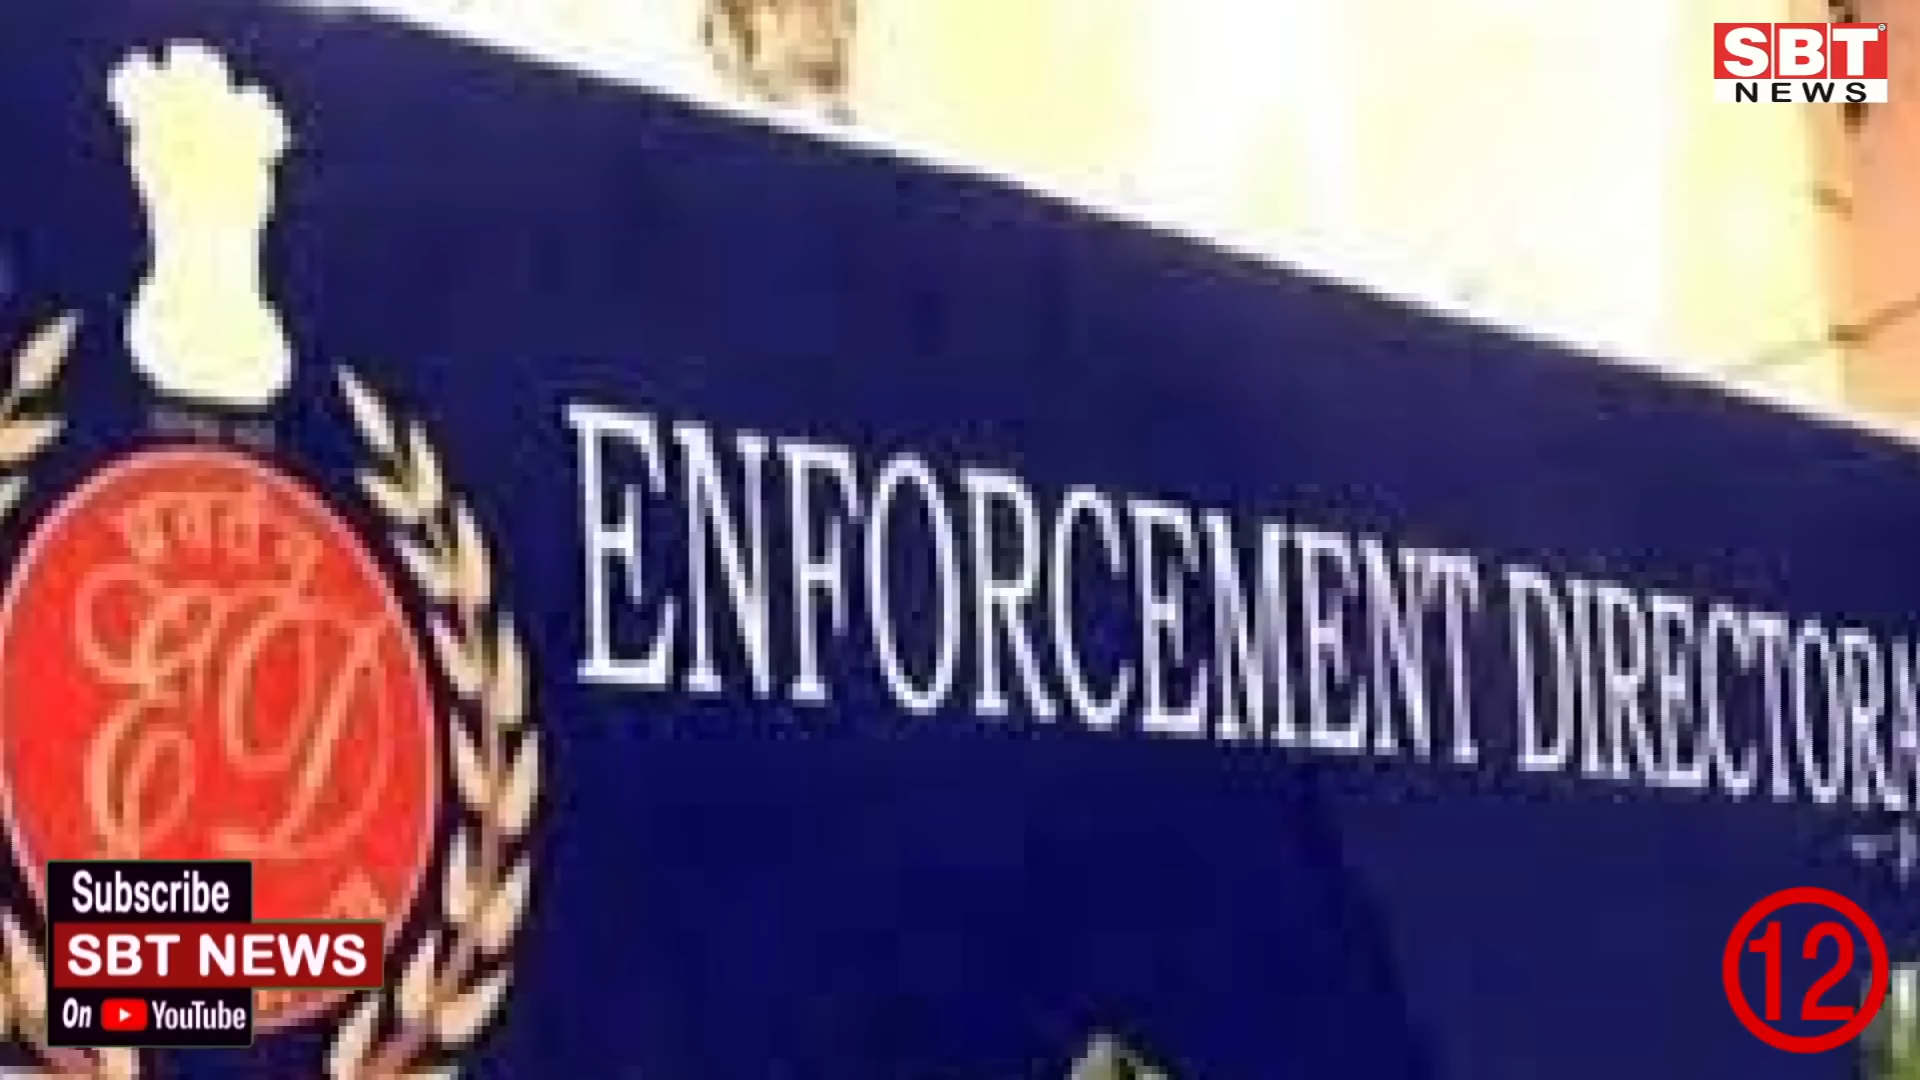 SBT
NEWS
ENFORCEMENT DIRECTORA
ED
Subscribe
SBT NEWS
On YouTube
12